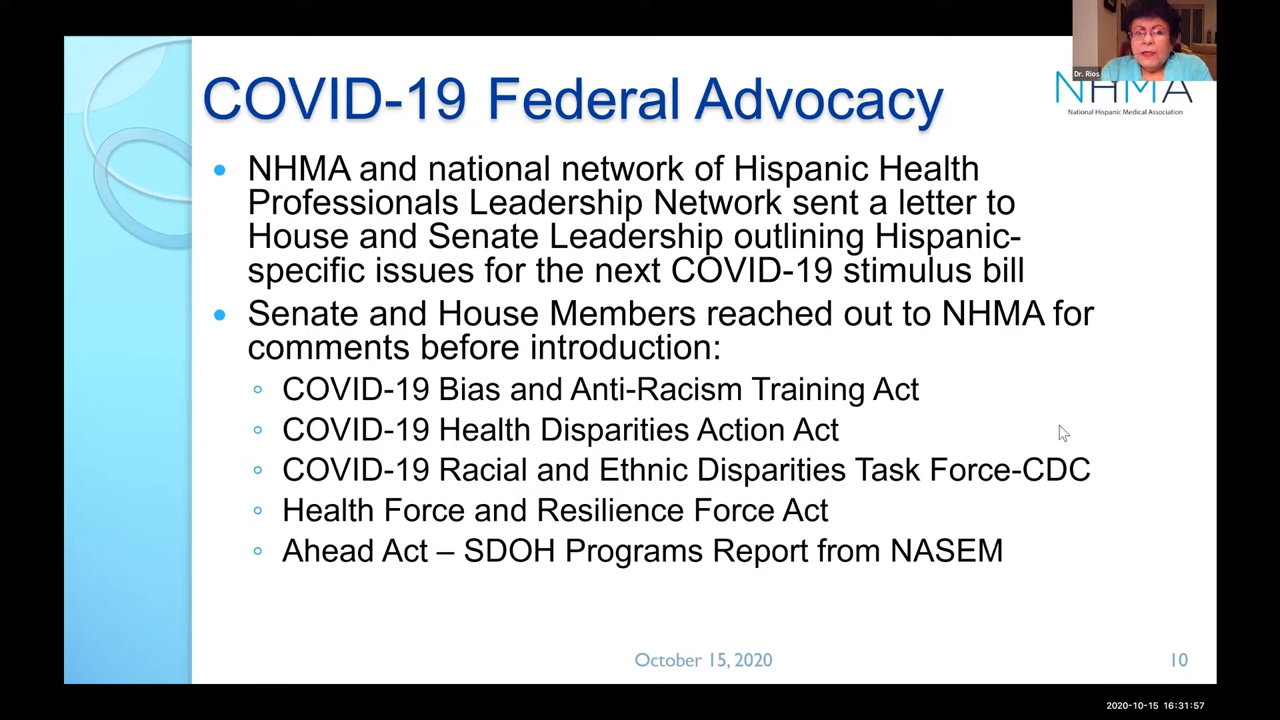 Dr. Rios
COVID-19 Federal Advocacy
NHMA
National Hispanic Medical Association
• NHMA and national network of Hispanic Health
Professionals Leadership Network sent a letter to
House and Senate Leadership outlining Hispanic-
specific issues for the next COVID-19 stimulus bill
• Senate and House Members reached out to NHMA for
comments before introduction:
◦ COVID-19 Bias and Anti-Racism Training Act
◦ COVID-19 Health Disparities Action Act
◦ COVID-19 Racial and Ethnic Disparities Task Force-CDC
◦ Health Force and Resilience Force Act
◦ Ahead Act – SDOH Programs Report from NASEM
October 15, 2020
10
2020-10-15 16:31:57